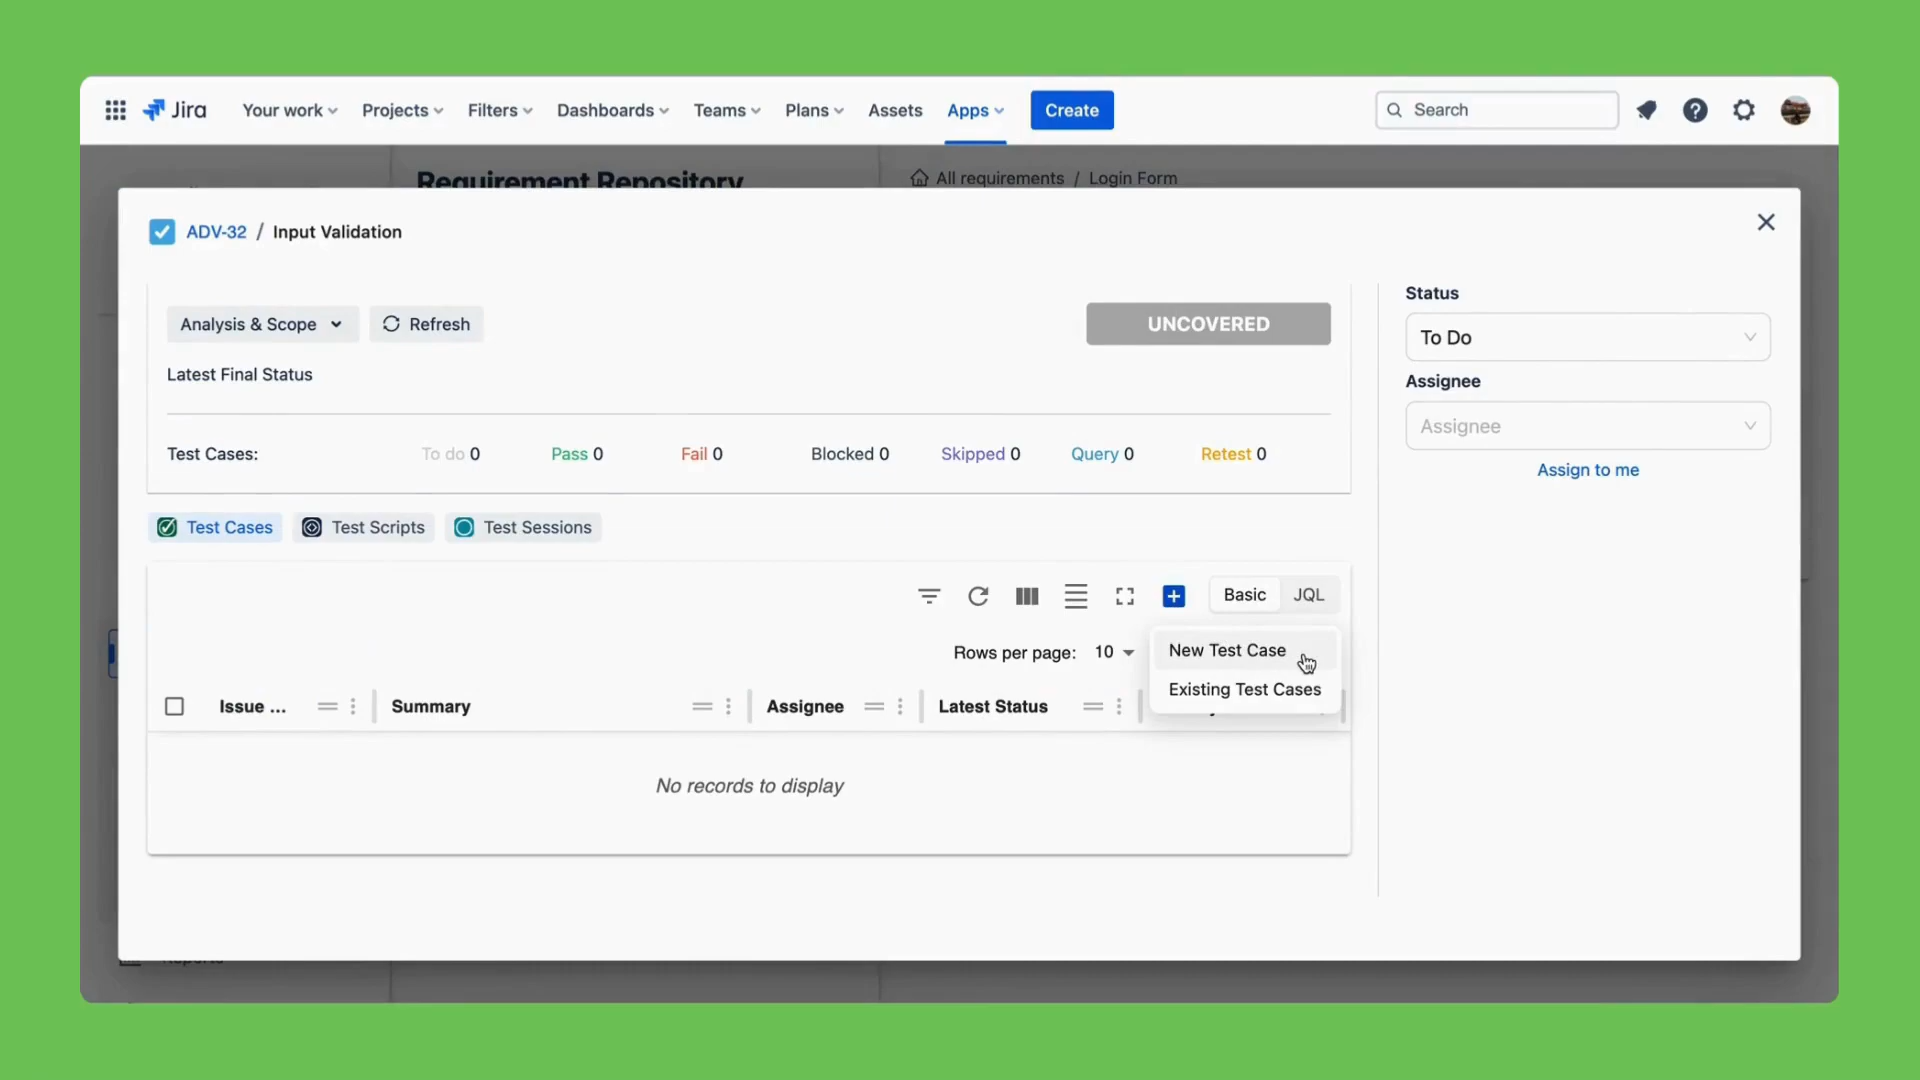 Jira Your work Projects Filters Dashboards Teams Plans Assets Apps Create Search
Requirement Repository
All requirements / Login Form
ADV-32 / Input Validation
Analysis & Scope Refresh UNCOVERED
Latest Final Status
Test Cases: To do 0 Pass 0 Fail 0 Blocked 0 Skipped 0 Query 0 Retest 0
Status
To Do
Assignee
Assignee
Assign to me
Test Cases Test Scripts Test Sessions
Basic JQL
Rows per page: 10
New Test Case
Existing Test Cases
Issue ... Summary Assignee Latest Status
No records to display